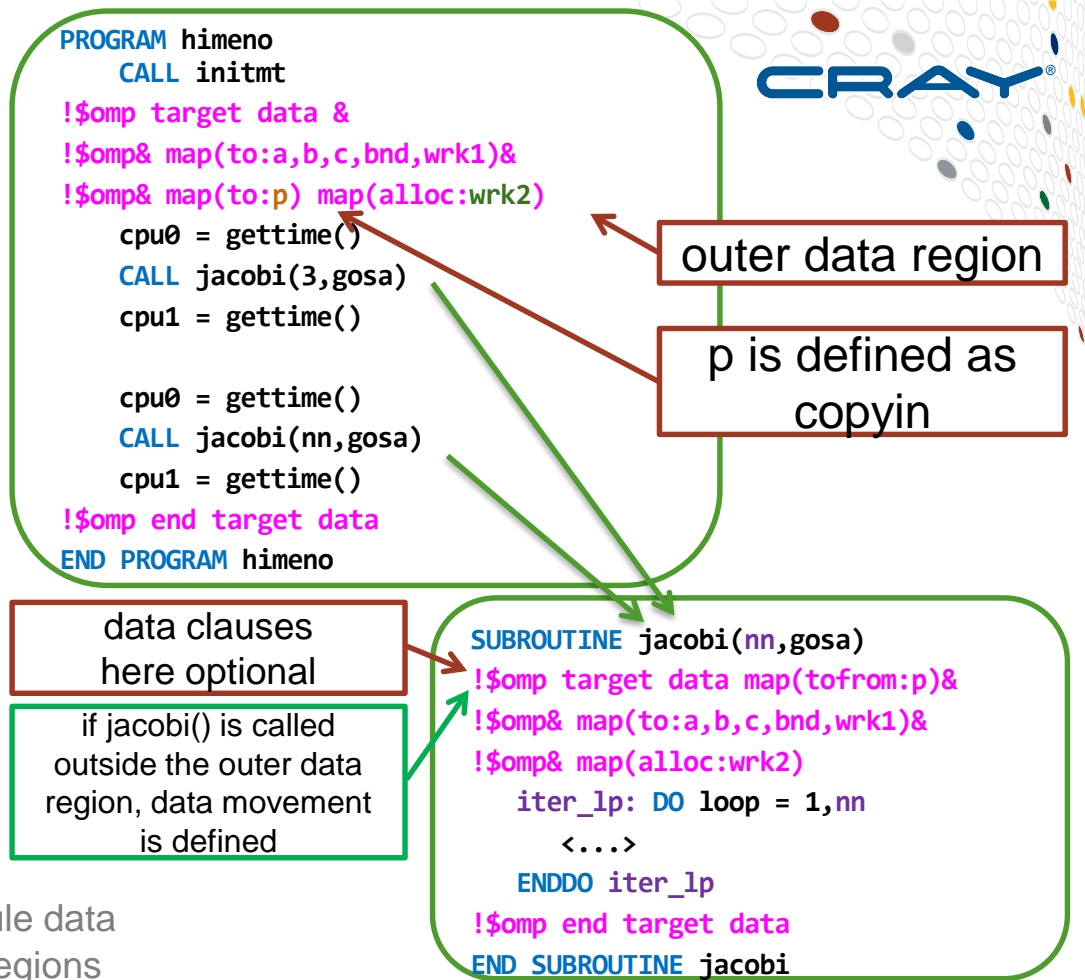 PROGRAM himeno
CALL initmt
!$omp target data &
!$omp& map(to:a,b,c,bnd,wrk1)&
!$omp& map(to:p) map(alloc:wrk2)
cpu0 = gettime()
CALL jacobi(3,gosa)
cpu1 = gettime()
cpu0 = gettime()
CALL jacobi(nn,gosa)
cpu1 = gettime()
!$omp end target data
END PROGRAM himeno
CRAY®
outer data region
p is defined as
copyin
data clauses
here optional
if jacobi() is called
outside the outer data
region, data movement
is defined
SUBROUTINE jacobi(nn,gosa)
!$omp target data map(tofrom:p)&
!$omp& map(to:a,b,c,bnd,wrk1)&
!$omp& map(alloc:wrk2)
iter_lp: DO loop = 1,nn
<...>
ENDDO iter_lp
!$omp end target data
END SUBROUTINE jacobi
data